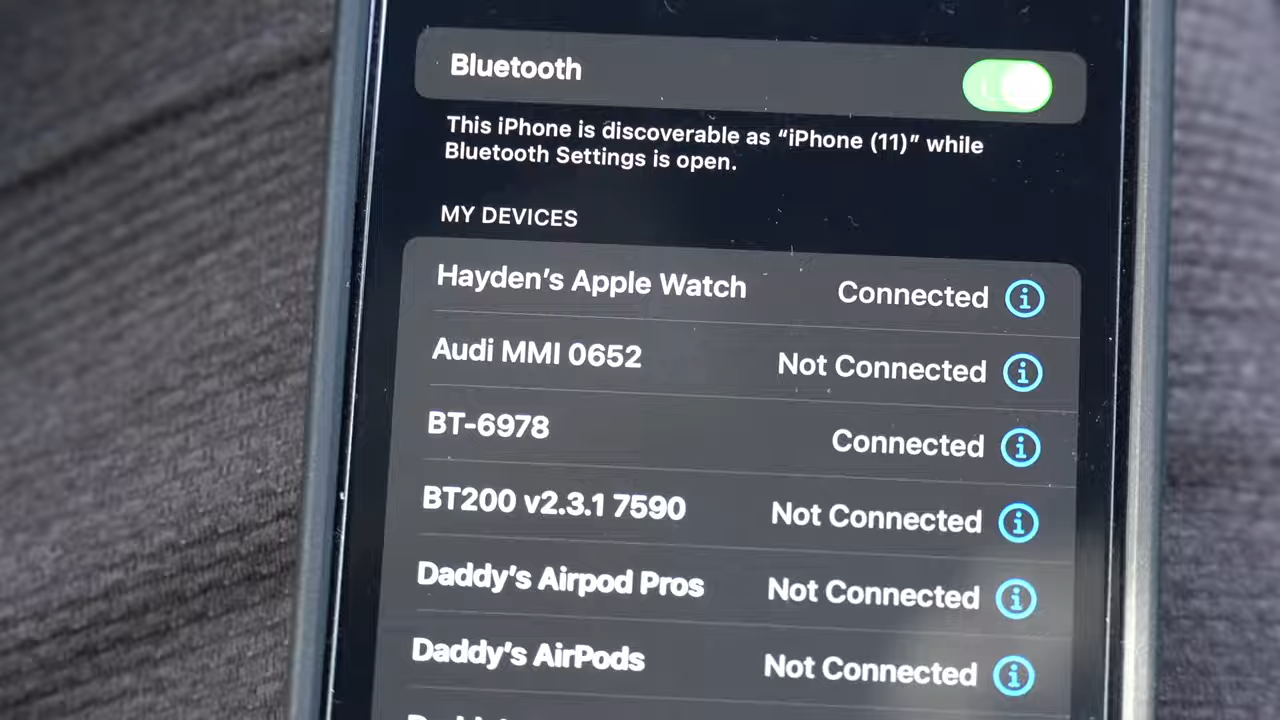 Bluetooth
This iPhone is discoverable as “iPhone (11)” while
Bluetooth Settings is open.
MY DEVICES
Hayden’s Apple Watch Connected
Audi MMI 0652 Not Connected
BT-6978 Connected
BT200 v2.3.1 7590 Not Connected
Daddy’s Airpod Pros Not Connected
Daddy’s AirPods Not Connected